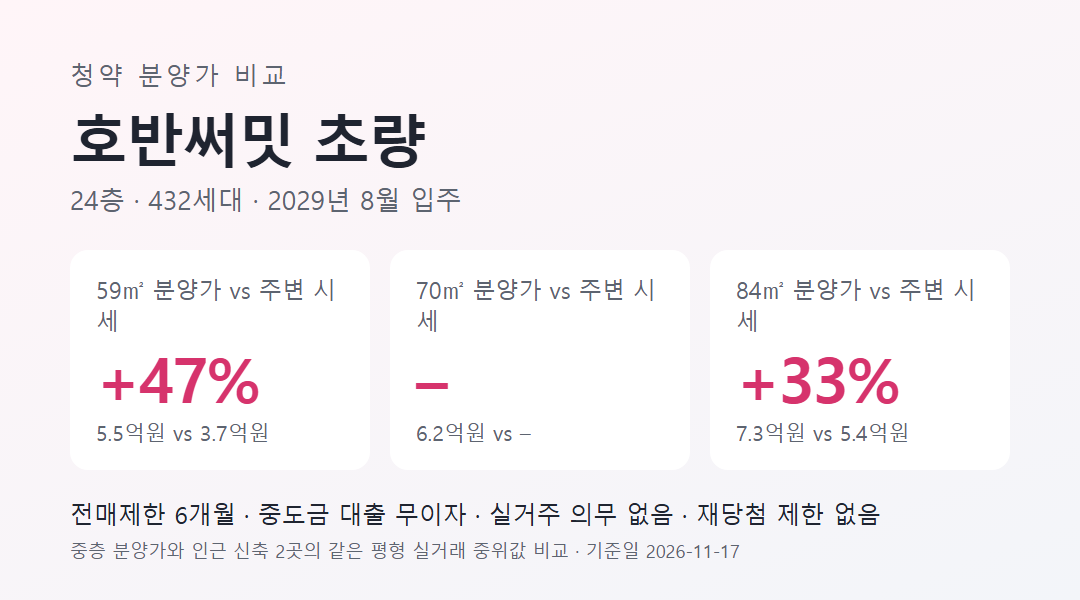 청약 분양가 비교
호반써밋 초량
24층 · 432세대 · 2029년 8월 입주
59㎡ 분양가 vs 주변 시
세
+47%
5.5억원 vs 3.7억원
70㎡ 분양가 vs 주변 시
세
–
6.2억원 vs –
84㎡ 분양가 vs 주변 시
세
+33%
7.3억원 vs 5.4억원
전매제한 6개월 · 중도금 대출 무이자 · 실거주 의무 없음 · 재당첨 제한 없음
중층 분양가와 인근 신축 2곳의 같은 평형 실거래 중위값 비교 · 기준일 2026-11-17